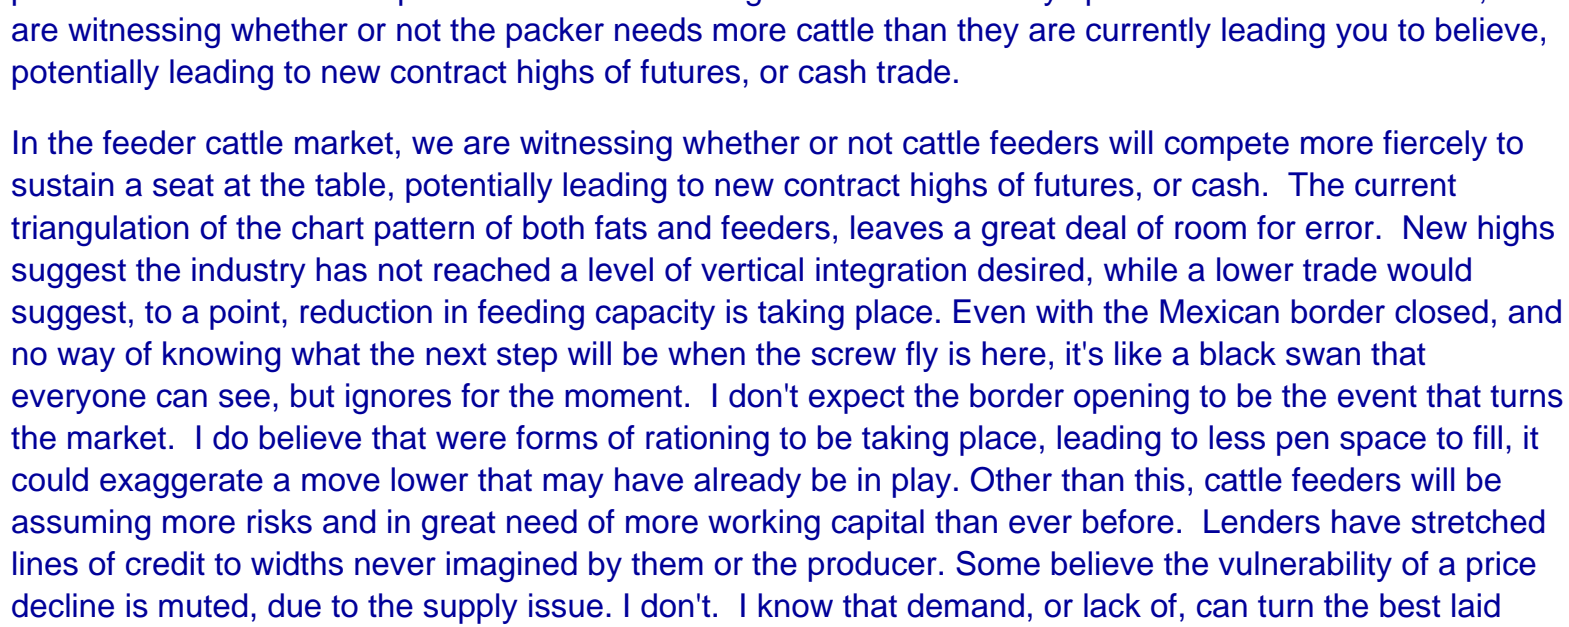 are witnessing whether or not the packer needs more cattle than they are currently leading you to believe,
potentially leading to new contract highs of futures, or cash trade.
In the feeder cattle market, we are witnessing whether or not cattle feeders will compete more fiercely to
sustain a seat at the table, potentially leading to new contract highs of futures, or cash.  The current
triangulation of the chart pattern of both fats and feeders, leaves a great deal of room for error.  New highs
suggest the industry has not reached a level of vertical integration desired, while a lower trade would
suggest, to a point, reduction in feeding capacity is taking place. Even with the Mexican border closed, and
no way of knowing what the next step will be when the screw fly is here, it's like a black swan that
everyone can see, but ignores for the moment.  I don't expect the border opening to be the event that turns
the market.  I do believe that were forms of rationing to be taking place, leading to less pen space to fill, it
could exaggerate a move lower that may have already be in play. Other than this, cattle feeders will be
assuming more risks and in great need of more working capital than ever before.  Lenders have stretched
lines of credit to widths never imagined by them or the producer. Some believe the vulnerability of a price
decline is muted, due to the supply issue. I don't.  I know that demand, or lack of, can turn the best laid